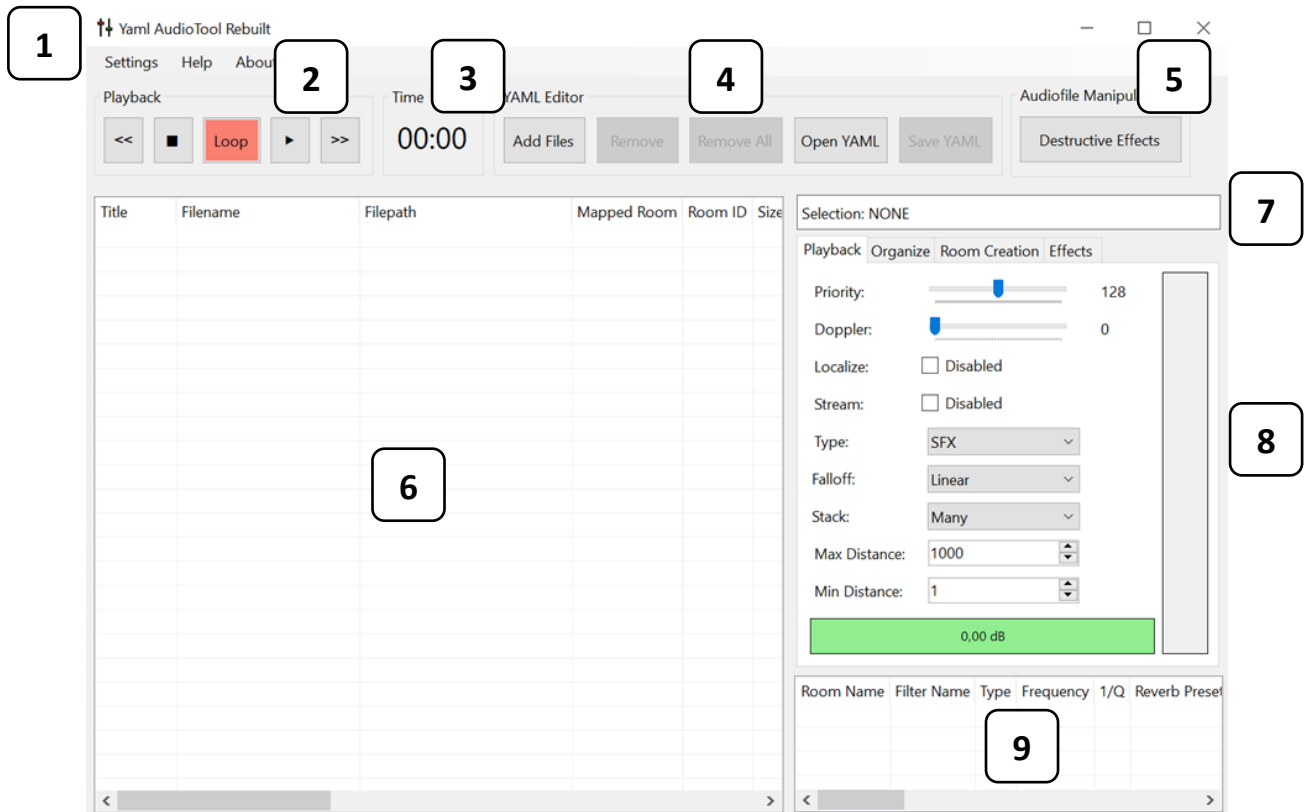 Yaml AudioTool Rebuilt
1
Settings Help About
2
3
4
5
Playback
Time
YAML Editor
Audiofile Manipul
<< ■ Loop ► >>
00:00
Add Files Remove Remove All Open YAML Save YAML
Destructive Effects
Title Filename Filepath Mapped Room Room ID Size
Selection: NONE
7
Playback Organize Room Creation Effects
Priority: 128
Doppler: 0
Localize: Disabled
Stream: Disabled
8
Type: SFX
Falloff: Linear
6
Stack: Many
Max Distance: 1000
Min Distance: 1
0,00 dB
Room Name Filter Name Type Frequency 1/Q Reverb Preset
9